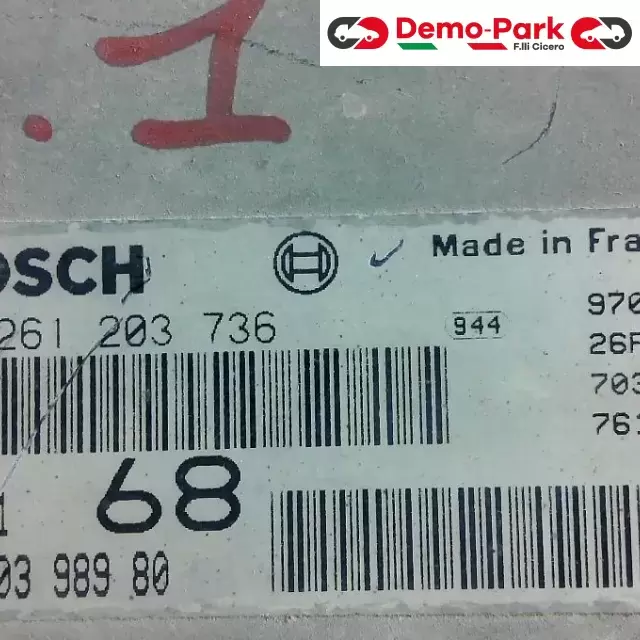 Demo-Park
F.lli Cicero
.1
OSCH
Made in Fra
261 203 736
944
970
26F
703
761
1
68
03 989 80